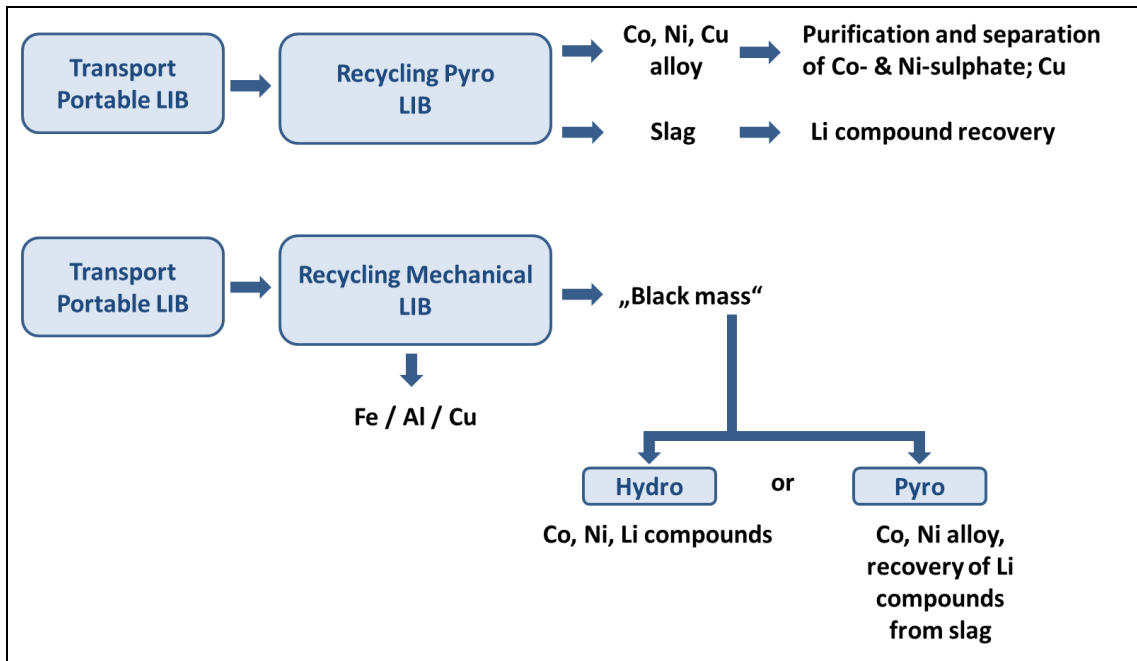 Transport
Portable LIB
Recycling Pyro
LIB
Co, Ni, Cu
alloy
Purification and separation
of Co- & Ni-sulphate; Cu
Slag
Li compound recovery
Transport
Portable LIB
Recycling Mechanical
LIB
„Black mass“
Fe / Al / Cu
Hydro
or
Pyro
Co, Ni, Li compounds
Co, Ni alloy,
recovery of Li
compounds
from slag